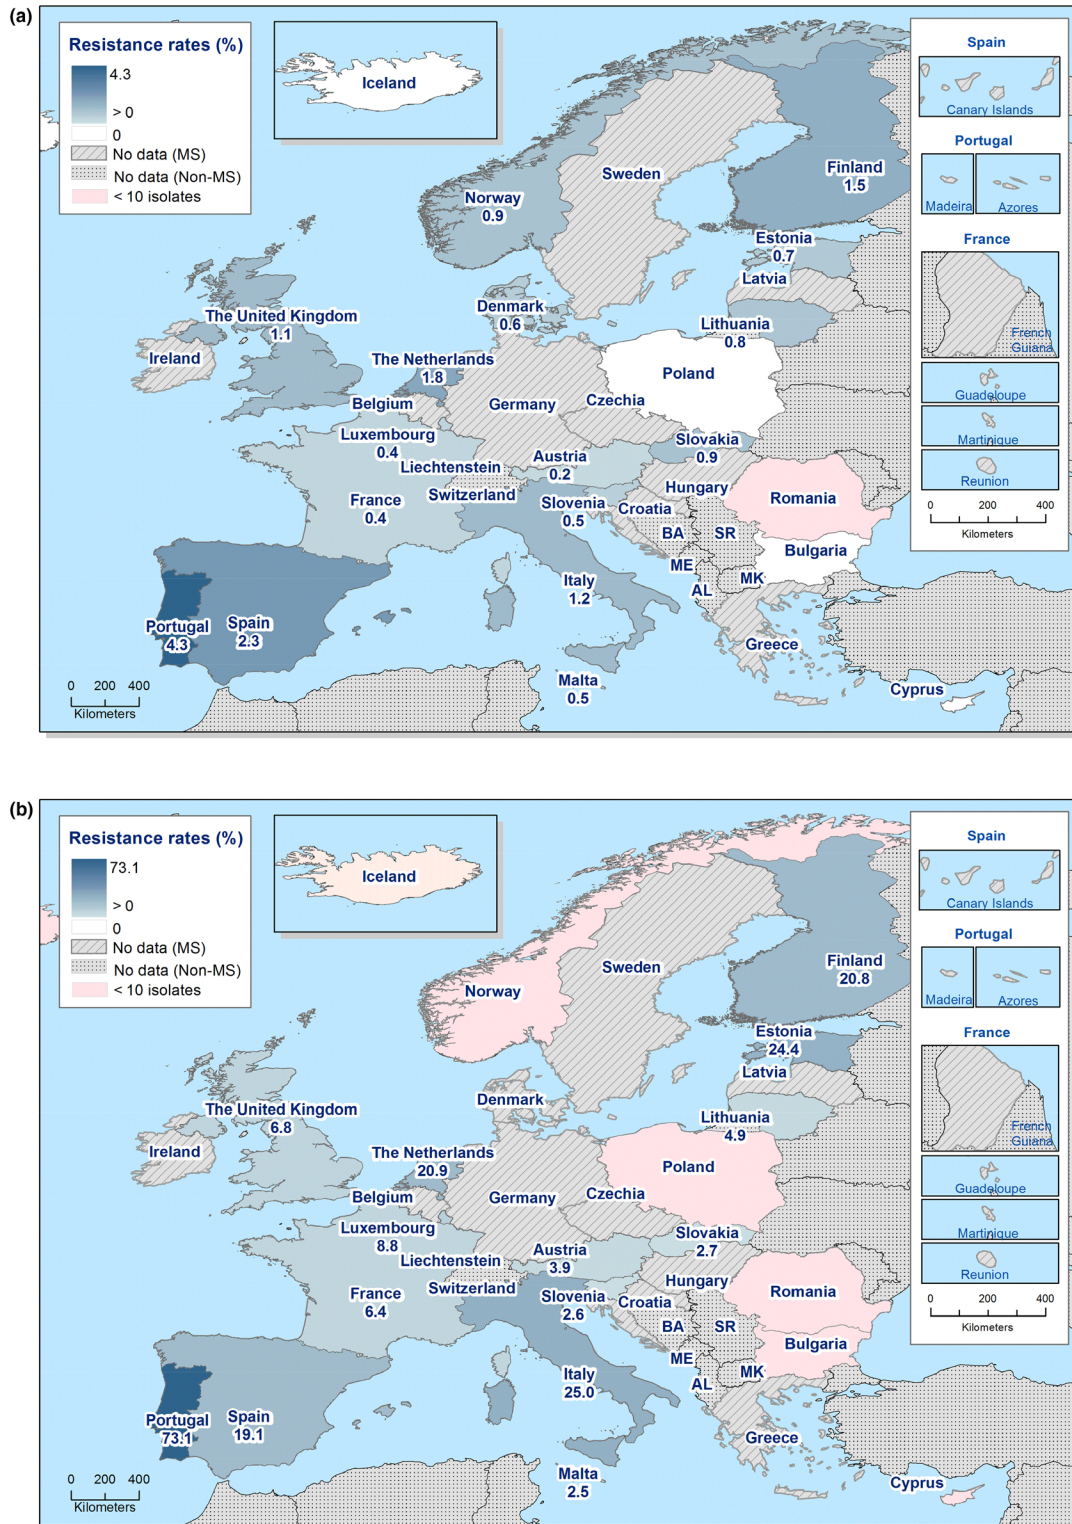 (a)
Resistance rates (%)
4.3
> 0
0
No data (MS)
No data (Non-MS)
< 10 isolates
Iceland
Spain
Canary Islands
Portugal
Madeira
Azores
France
French
Guiana
Guadeloupe
Martinique
Reunion
0 200 400
Kilometers
Sweden
Finland
1.5
Norway
0.9
Estonia
0.7
Latvia
Denmark
0.6
Lithuania
0.8
The United Kingdom
1.1
Ireland
The Netherlands
1.8
Poland
Belgium
Germany
Czechia
Luxembourg
0.4
Slovakia
0.9
Austria
0.2
Liechtenstein
Switzerland
Hungary
France
0.4
Slovenia
0.5
Croatia
Romania
BA
SR
Bulgaria
ME
MK
AL
Italy
1.2
Portugal
4.3
Spain
2.3
Greece
Malta
0.5
Cyprus
0 200 400
Kilometers
(b)
Resistance rates (%)
73.1
> 0
0
No data (MS)
No data (Non-MS)
< 10 isolates
Iceland
Spain
Canary Islands
Portugal
Madeira
Azores
France
French
Guiana
Guadeloupe
Martinique
Reunion
0 200 400
Kilometers
Sweden
Finland
20.8
Norway
Estonia
24.4
Latvia
Denmark
Lithuania
4.9
The United Kingdom
6.8
Ireland
The Netherlands
20.9
Poland
Belgium
Germany
Czechia
Luxembourg
8.8
Slovakia
2.7
Austria
3.9
Liechtenstein
Switzerland
Hungary
France
6.4
Slovenia
2.6
Croatia
Romania
BA
SR
Bulgaria
ME
MK
AL
Italy
25.0
Portugal
73.1
Spain
19.1
Greece
Malta
2.5
Cyprus
0 200 400
Kilometers